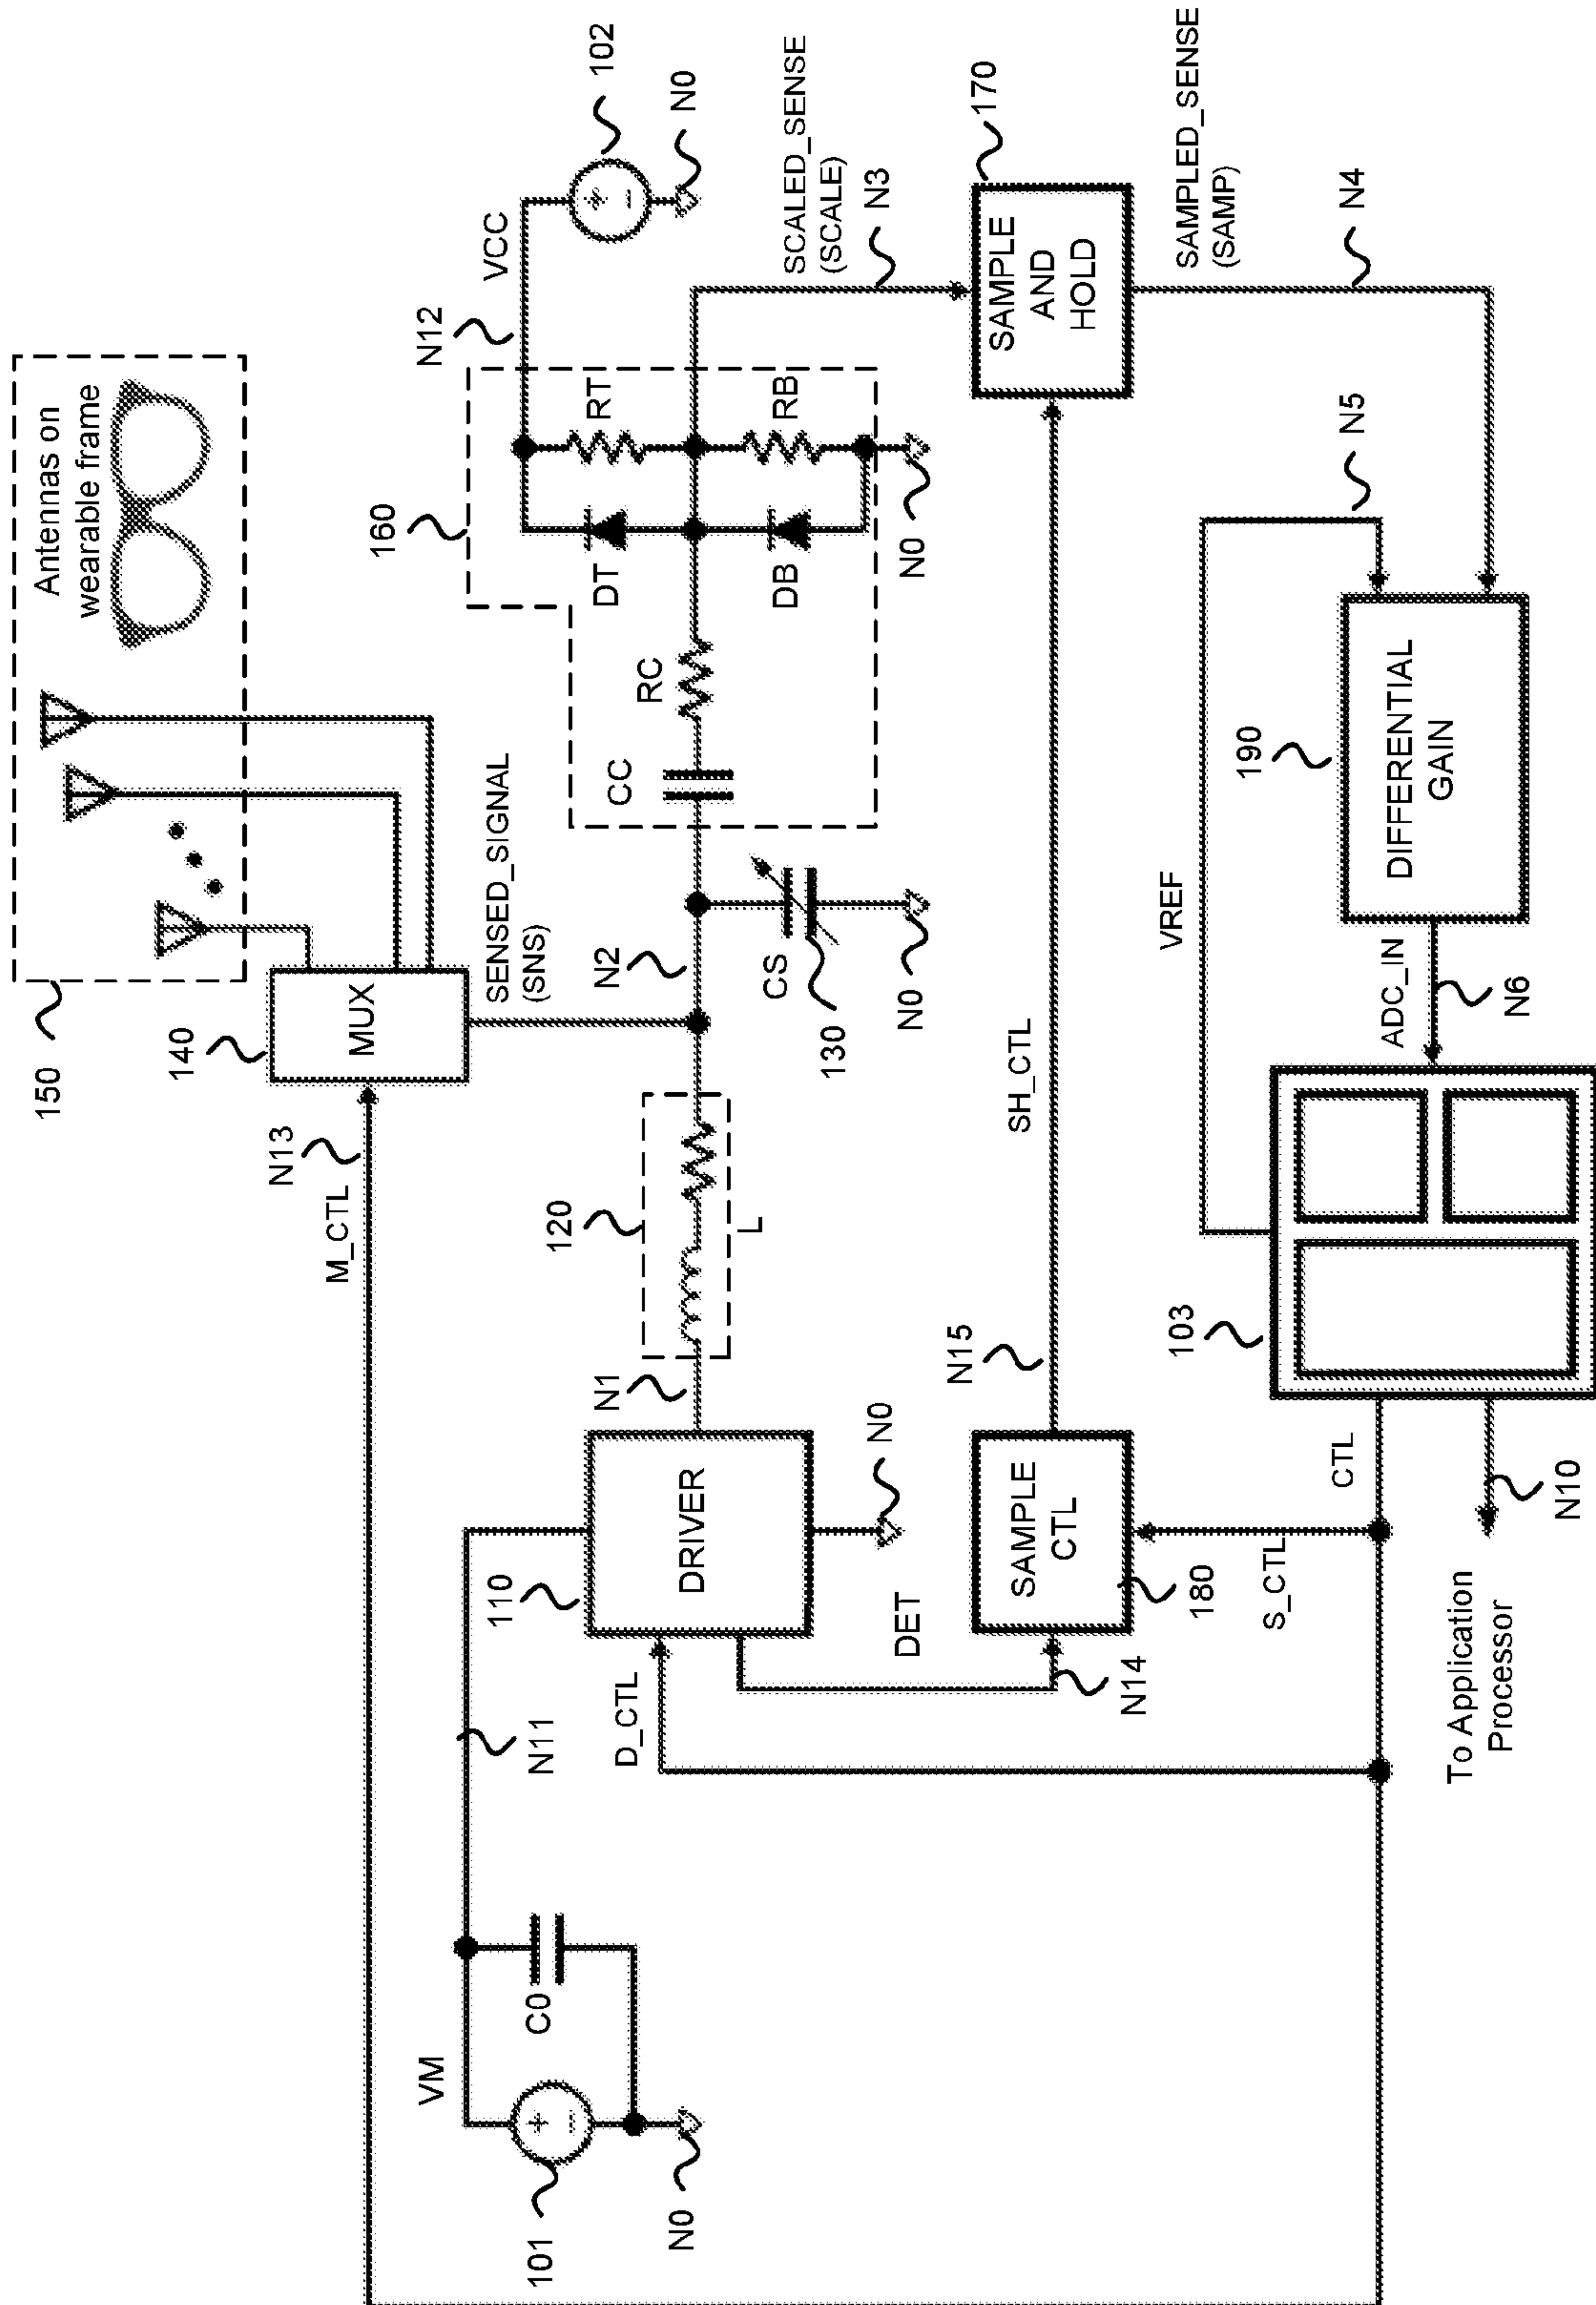 150
Antennas on
wearable frame
140
MUX
N13
M_CTL
SENSED_SIGNAL
(SNS)
N12
VCC
102
+
−
N0
160
RT
RB
DT
DB
N0
RC
CC
N2
CS
130
N0
120
L
N1
SCALED_SENSE
(SCALE)
N3
VM
C0
101
+
−
N0
N11
110
DRIVER
D_CTL
N0
DET
N14
SAMPLE
CTL
180
S_CTL
N15
SH_CTL
SAMPLE
AND
HOLD
170
SAMPLED_SENSE
(SAMP)
N4
N5
VREF
190
DIFFERENTIAL
GAIN
ADC_IN
N6
103
CTL
N10
To Application
Processor